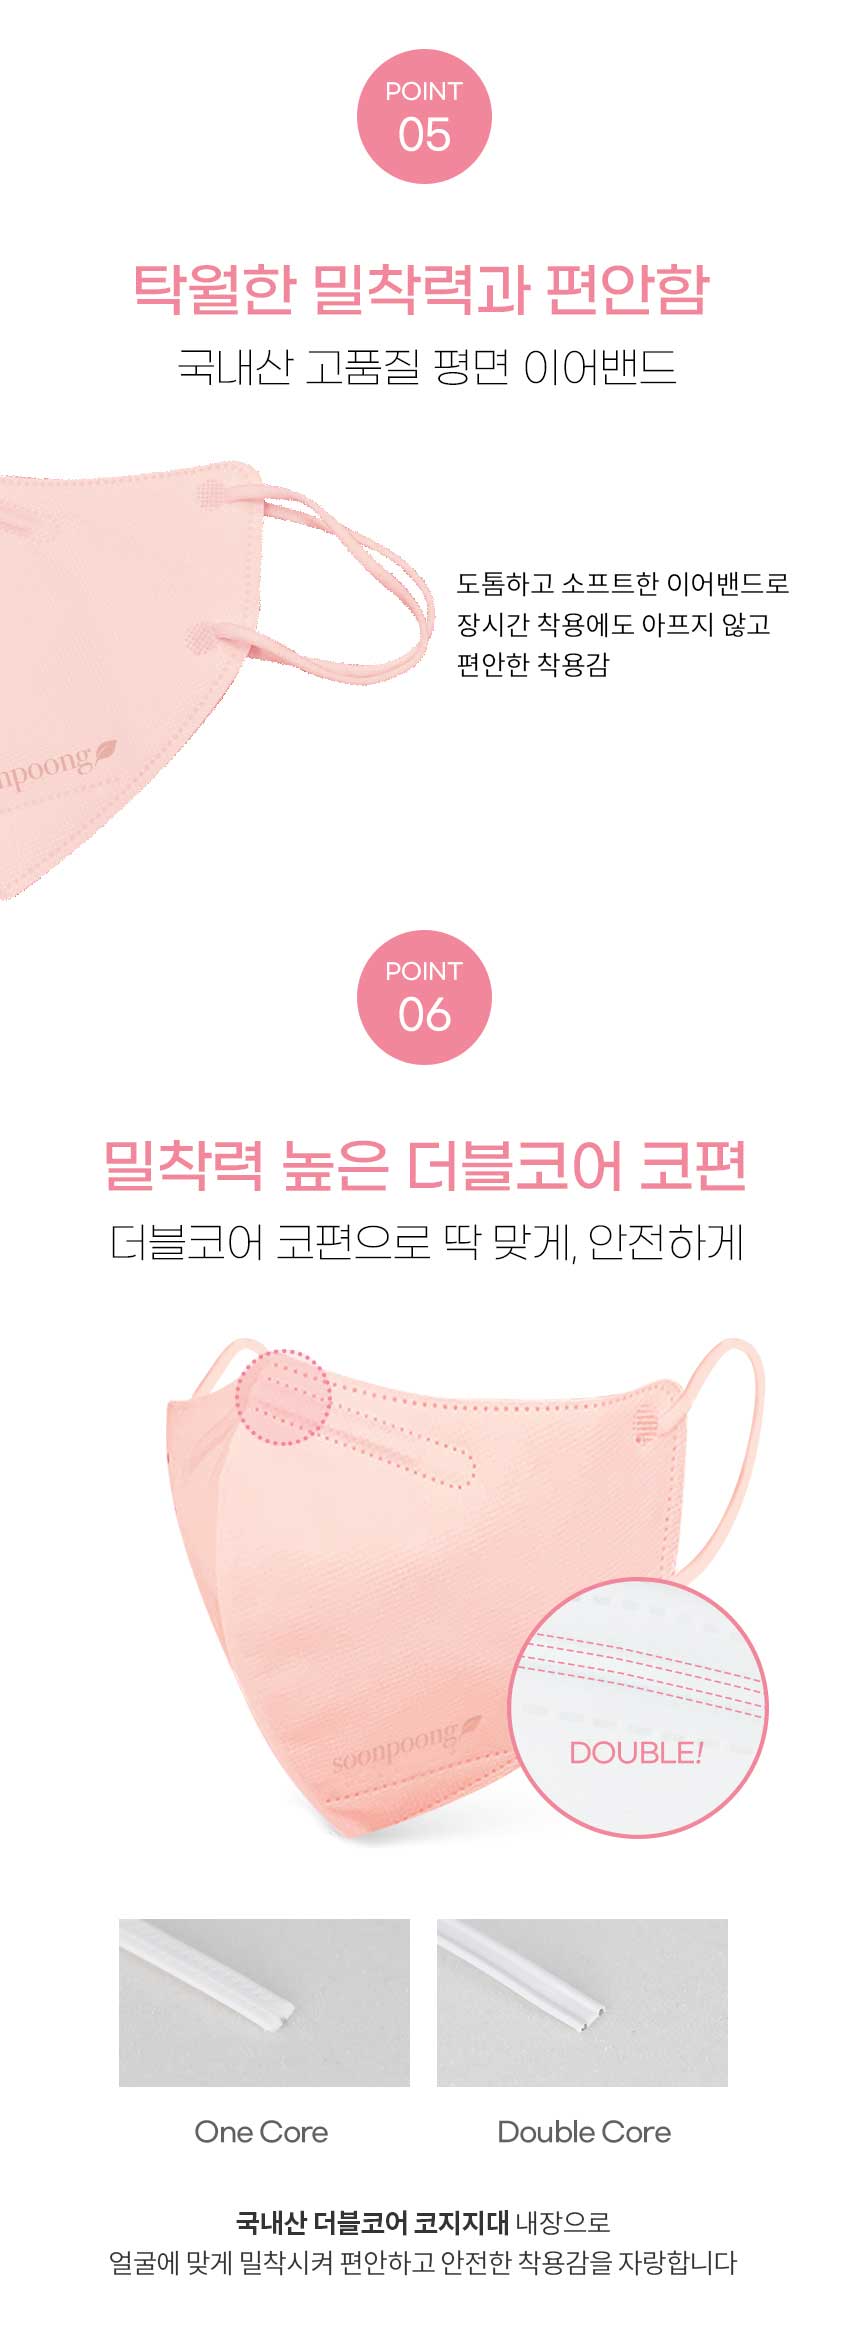 POINT
05
탁월한 밀착력과 편안함
국내산 고품질 평면 이어밴드
도톰하고 소프트한 이어밴드로
장시간 착용에도 아프지 않고
편안한 착용감
npoong
POINT
06
밀착력 높은 더블코어 코편
더블코어 코편으로 딱 맞게, 안전하게
soonpoong
DOUBLE!
One Core
Double Core
국내산 더블코어 코지지대 내장으로
얼굴에 맞게 밀착시켜 편안하고 안전한 착용감을 자랑합니다